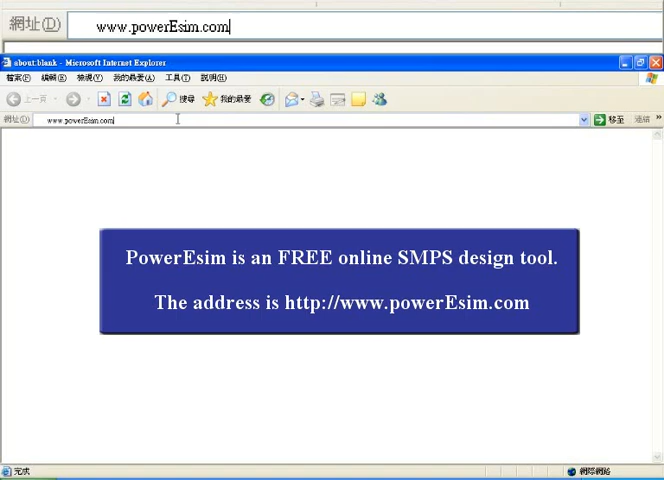 網址(D) www.powerEsim.com
about:blank - Microsoft Internet Explorer
檔案(F) 編輯(E) 檢視(V) 我的最愛(A) 工具(T) 說明(H)
上一頁 搜尋 我的最愛
網址(D) www.powerEsim.com 移至 連結 »
PowerEsim is an FREE online SMPS design tool.
The address is http://www.powerEsim.com
完成 網際網路